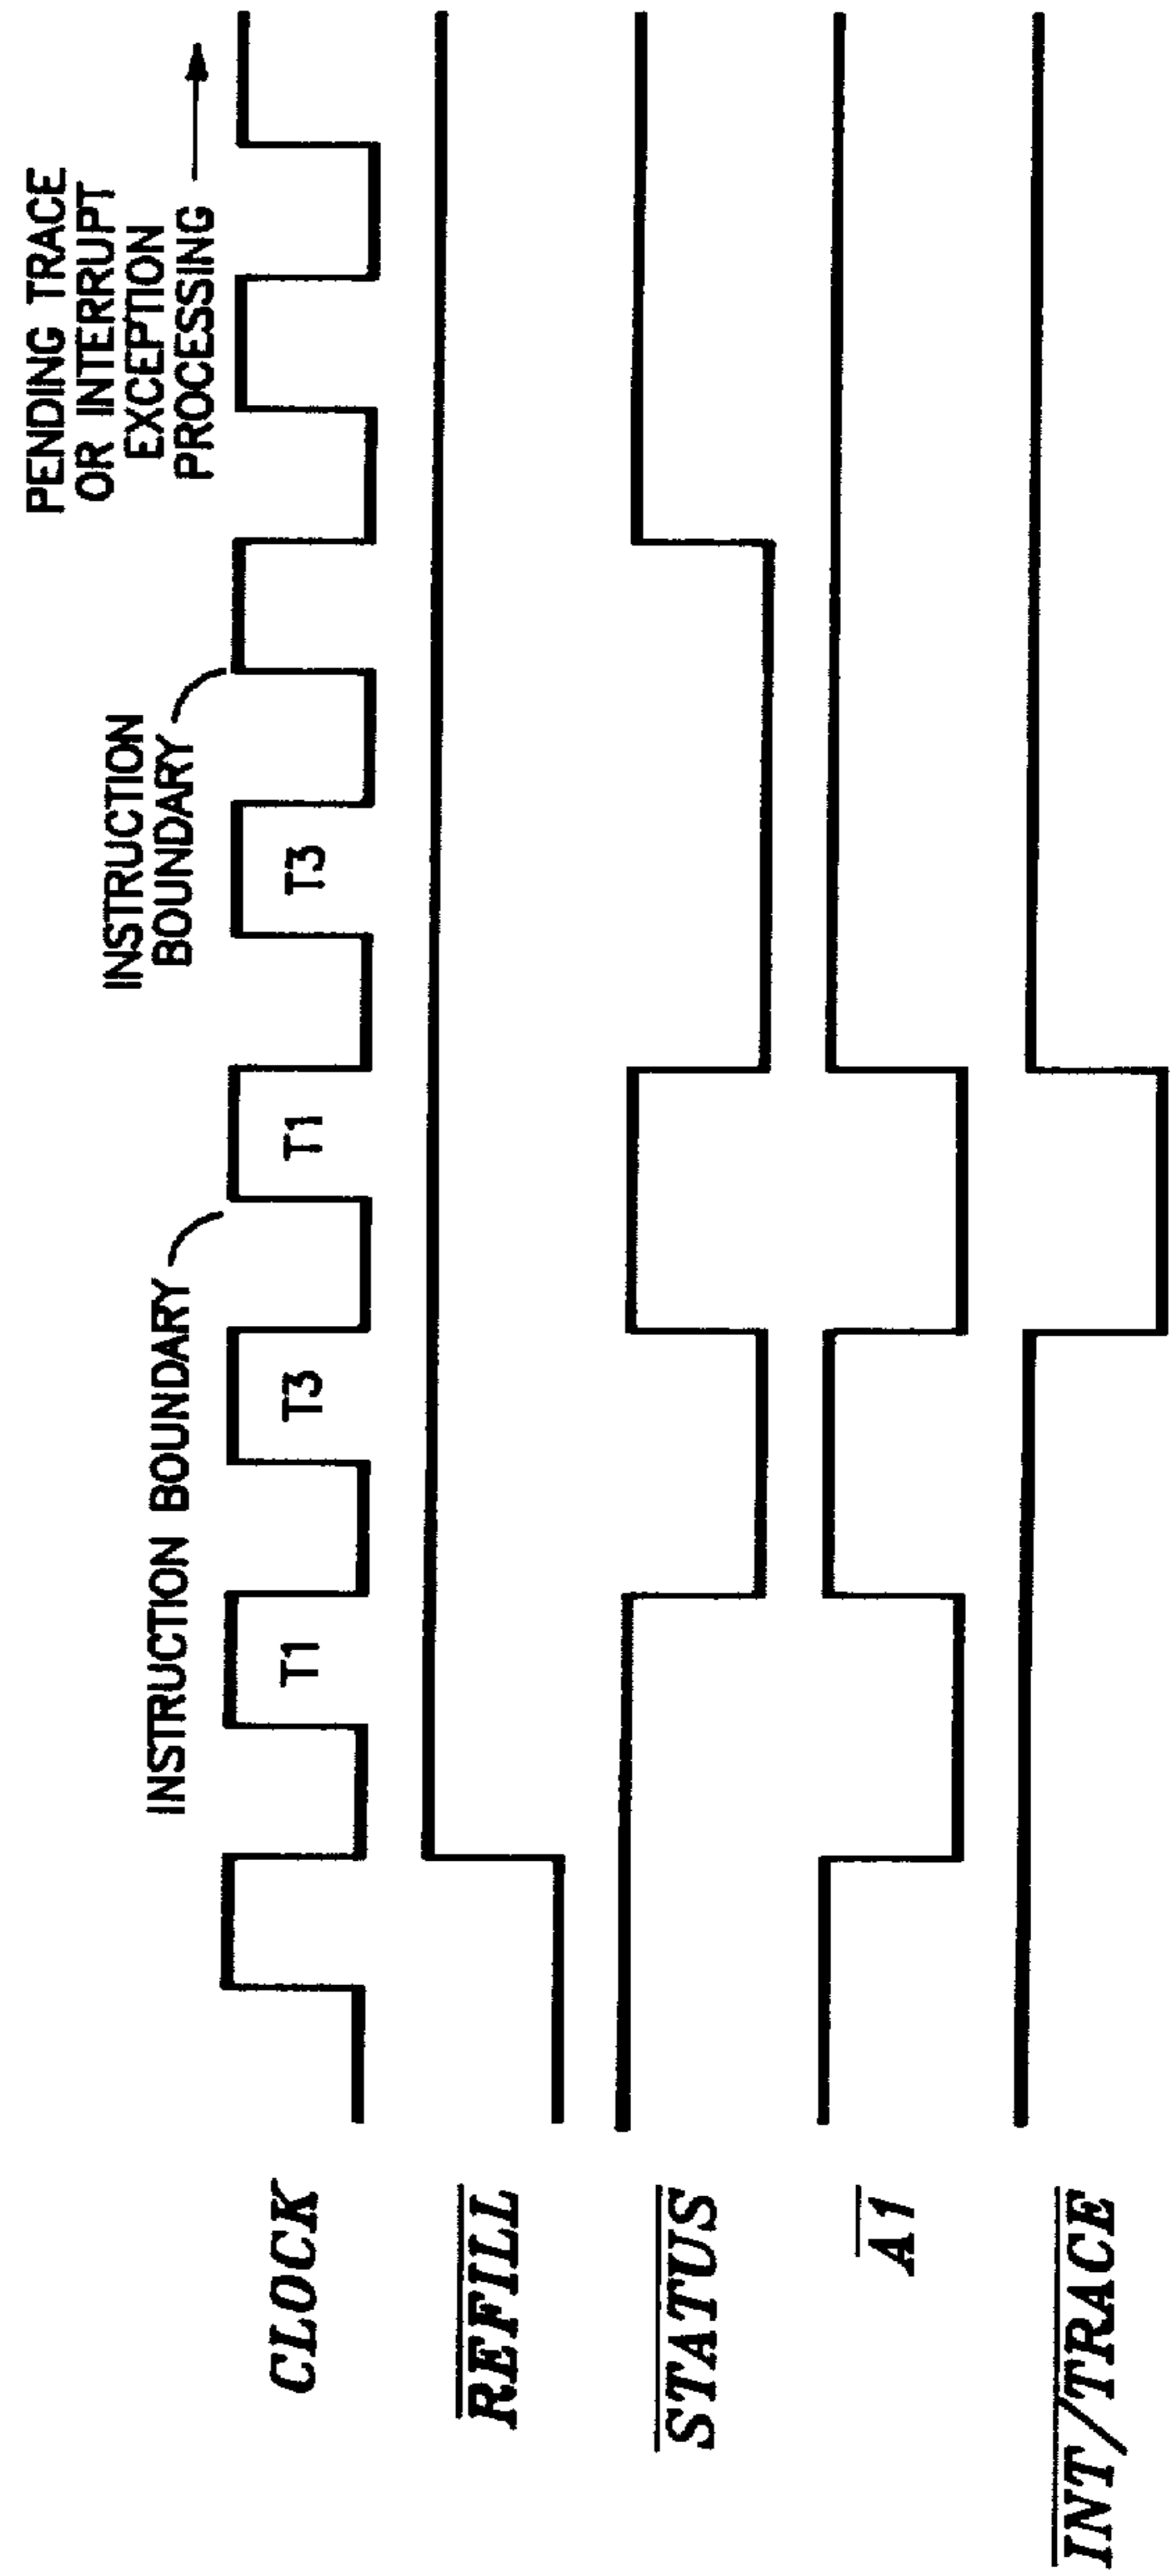 PENDING TRACE
OR INTERRUPT
EXCEPTION
PROCESSING
INSTRUCTION BOUNDARY
INSTRUCTION
BOUNDARY
CLOCK
T1
T3
T1
T3
REFILL
STATUS
A1
INT/TRACE